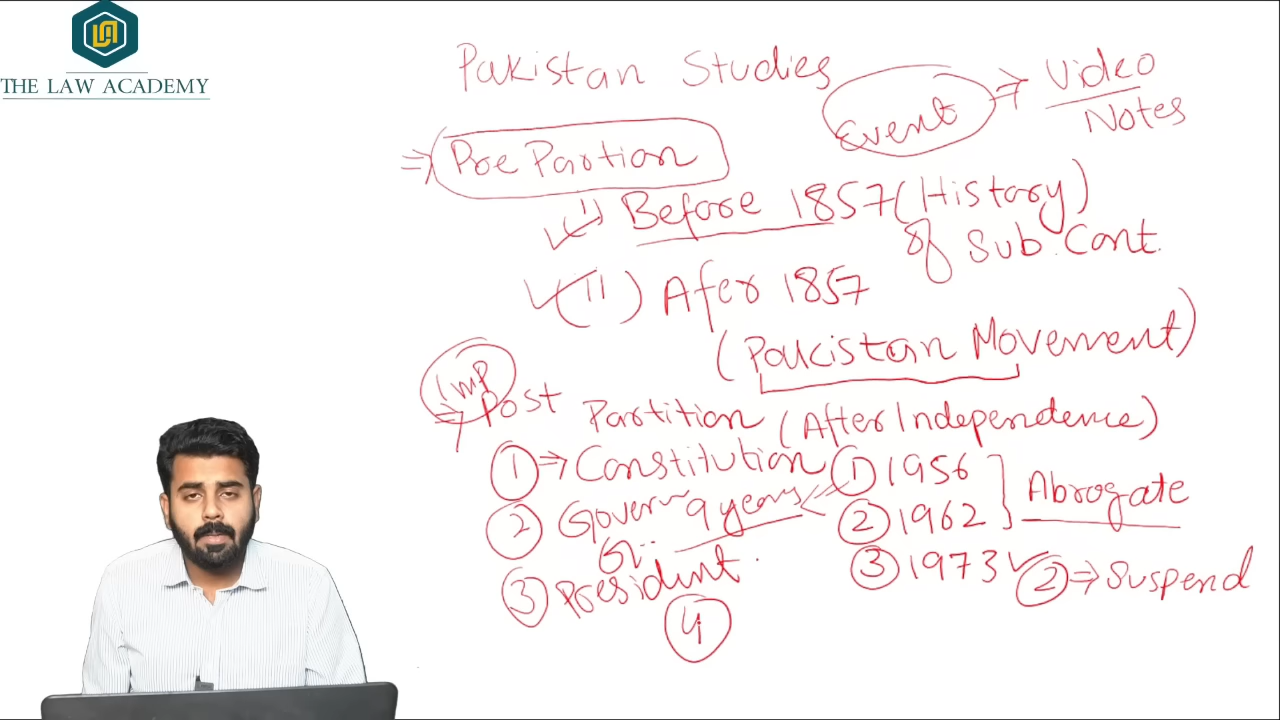 THE LAW ACADEMY
Pakistan Studies
Event ⇒ Video
Notes
⇒ Pre Partion
i) Before 1857 (History)
of Sub. Cont.
(ii) Afer 1857
(Pakistan Movement)
Imp
⇒ Post Partition (After Independence)
① ⇒ Constitution ① 1956
② Govern 9 years ② 1962 Abrogate
G..
③ President ③ 1973 ✓ ② ⇒ Suspend
④